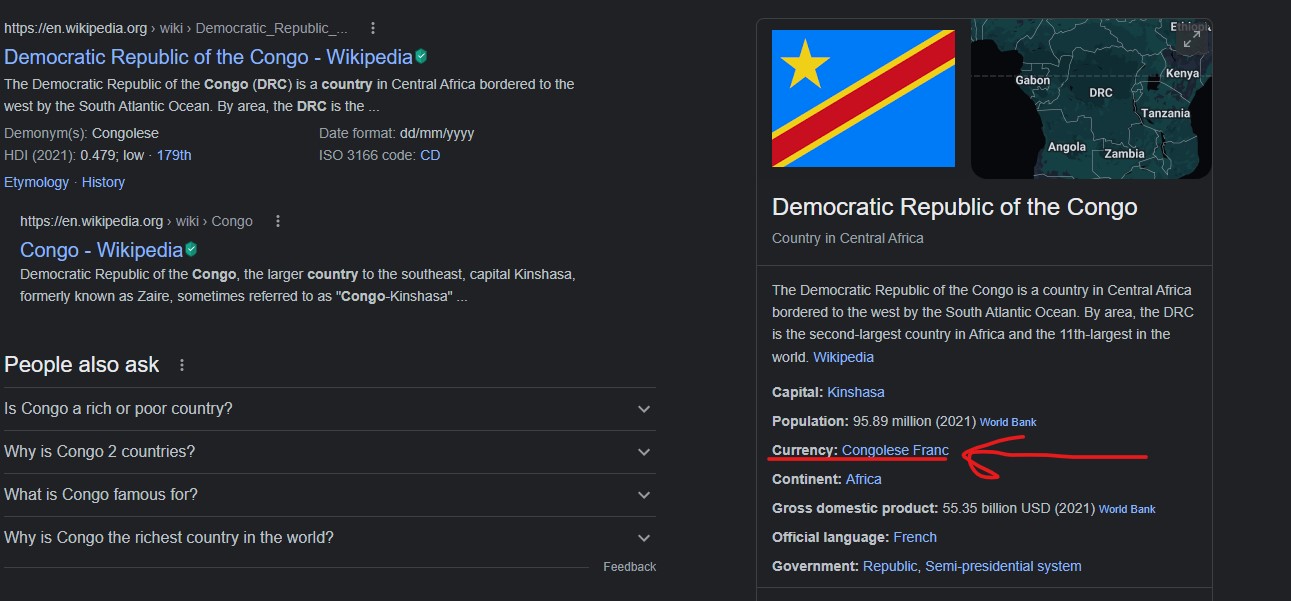 https://en.wikipedia.org › wiki › Democratic_Republic_...
Democratic Republic of the Congo - Wikipedia
The Democratic Republic of the Congo (DRC) is a country in Central Africa bordered to the
west by the South Atlantic Ocean. By area, the DRC is the ...
Demonym(s): Congolese Date format: dd/mm/yyyy
HDI (2021): 0.479; low · 179th ISO 3166 code: CD
Etymology · History
https://en.wikipedia.org › wiki › Congo
Congo - Wikipedia
Democratic Republic of the Congo, the larger country to the southeast, capital Kinshasa,
formerly known as Zaire, sometimes referred to as "Congo-Kinshasa" ...
People also ask
Is Congo a rich or poor country?
Why is Congo 2 countries?
What is Congo famous for?
Why is Congo the richest country in the world?
Feedback
Gabon
DRC
Kenya
Tanzania
Angola
Zambia
Democratic Republic of the Congo
Country in Central Africa
The Democratic Republic of the Congo is a country in Central Africa
bordered to the west by the South Atlantic Ocean. By area, the DRC
is the second-largest country in Africa and the 11th-largest in the
world. Wikipedia
Capital: Kinshasa
Population: 95.89 million (2021) World Bank
Currency: Congolese Franc
Continent: Africa
Gross domestic product: 55.35 billion USD (2021) World Bank
Official language: French
Government: Republic, Semi-presidential system